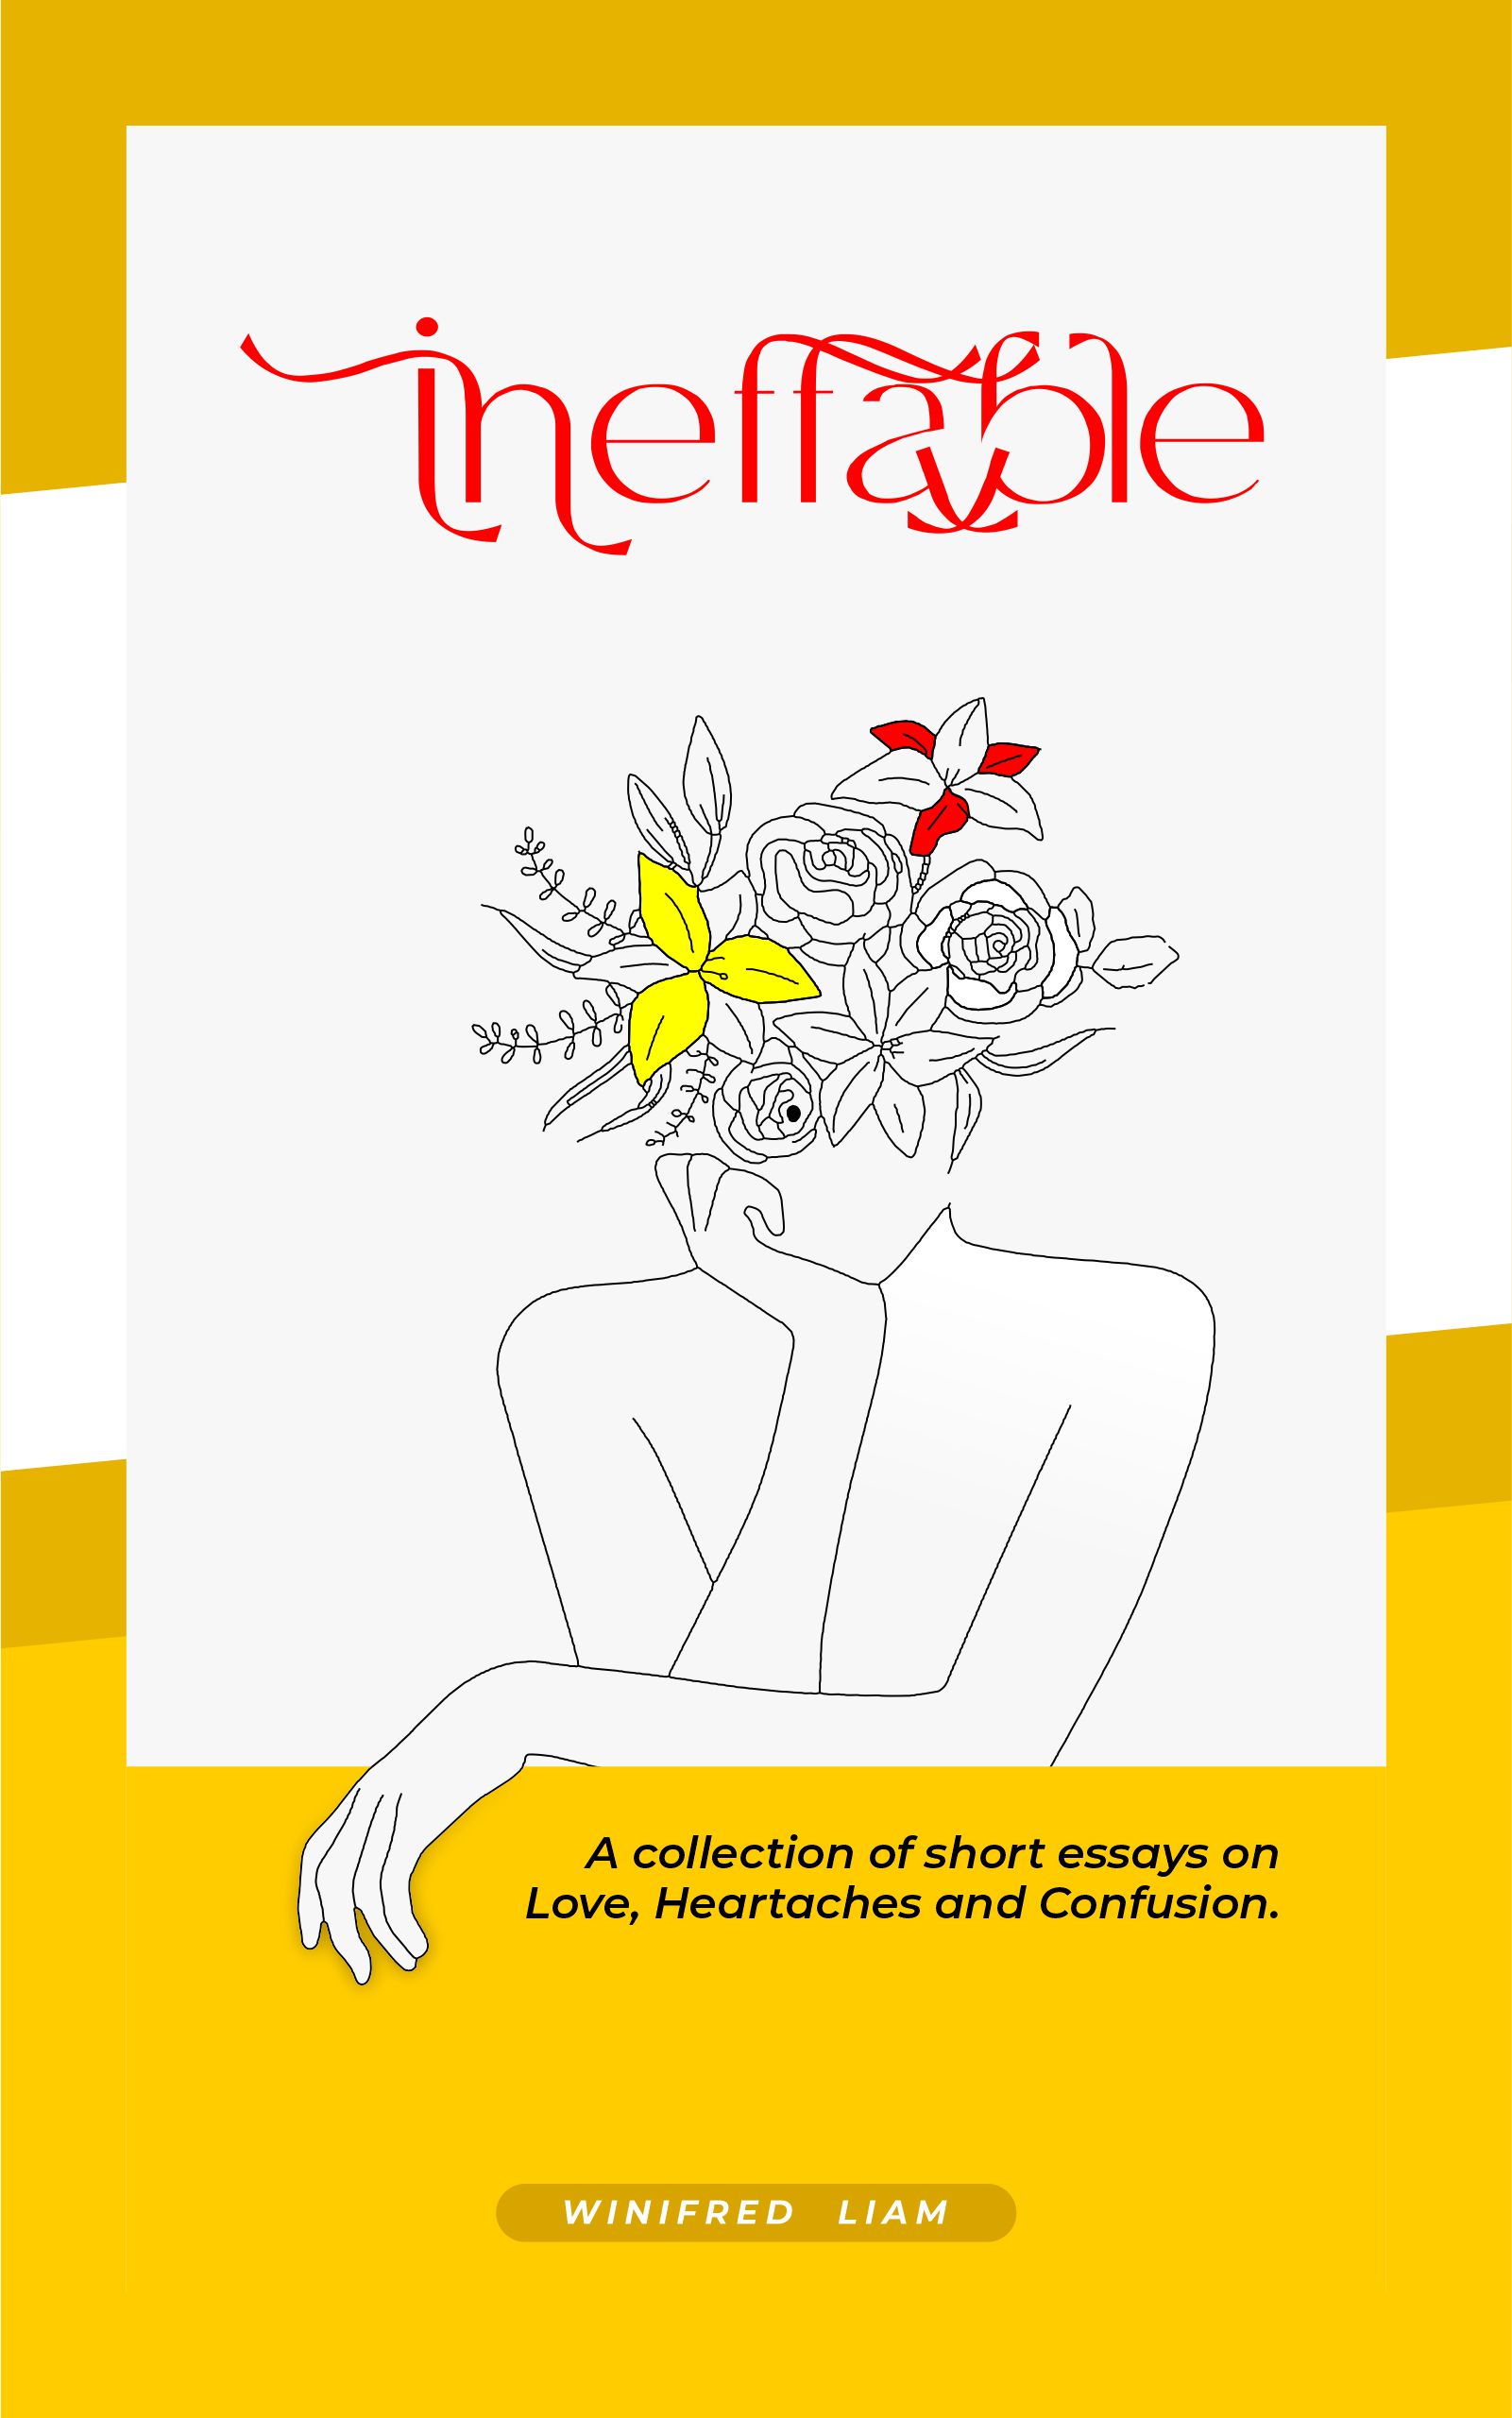 ineffable
A collection of short essays on
Love, Heartaches and Confusion.
WINIFRED LIAM